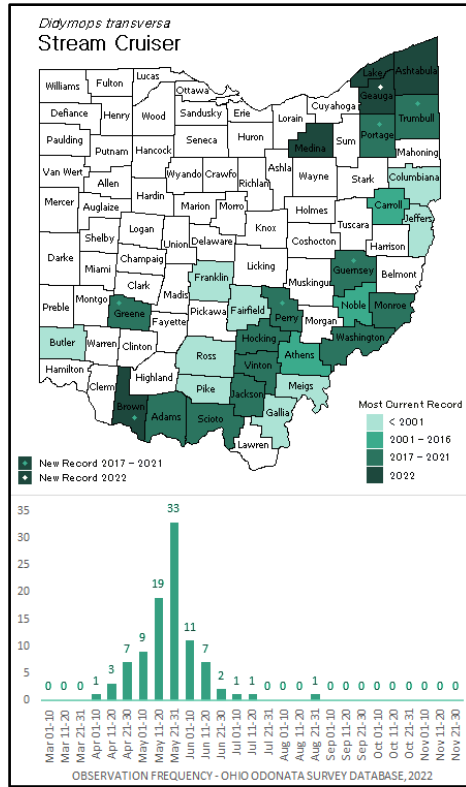 Didymops transversa
Stream Cruiser
Williams
Fulton
Lucas
Ottawa
Lake
Ashtabula
Geauga
Defiance
Henry
Wood
Sandusky
Erie
Lorain
Cuyahoga
Trumbull
Paulding
Putnam
Hancock
Seneca
Huron
Medina
Sum
Portage
Mahoning
Van Wert
Allen
Wyando
Crawfo
Richlan
Ashla
Wayne
Stark
Columbiana
Mercer
Auglaize
Hardin
Marion
Morro
Holmes
Carroll
Jeffers
Shelby
Logan
Union
Delaware
Knox
Coshocton
Tuscara
Harrison
Darke
Miami
Champaig
Clark
Madis
Franklin
Licking
Muskingu
Guernsey
Belmont
Preble
Montgo
Greene
Fayette
Pickawa
Fairfield
Perry
Morgan
Noble
Monroe
Butler
Warren
Clinton
Ross
Hocking
Athens
Washington
Hamilton
Clerm
Highland
Pike
Vinton
Meigs
Brown
Adams
Scioto
Jackson
Gallia
Lawren
Most Current Record
< 2001
2001 – 2016
2017 – 2021
2022
New Record 2017 – 2021
New Record 2022
35
30
25
20
15
10
5
0
0 0 0 1 3 7 9 19 33 11 7 2 1 1 0 0 0 1 0 0 0 0 0 0 0 0 0
Mar 01-10
Mar 11-20
Mar 21-31
Apr 01-10
Apr 11-20
Apr 21-30
May 01-10
May 11-20
May 21-31
Jun 01-10
Jun 11-20
Jun 21-30
Jul 01-10
Jul 11-20
Jul 21-31
Aug 01-10
Aug 11-20
Aug 21-31
Sep 01-10
Sep 11-20
Sep 21-30
Oct 01-10
Oct 11-20
Oct 21-31
Nov 01-10
Nov 11-20
Nov 21-30
OBSERVATION FREQUENCY - OHIO ODONATA SURVEY DATABASE, 2022